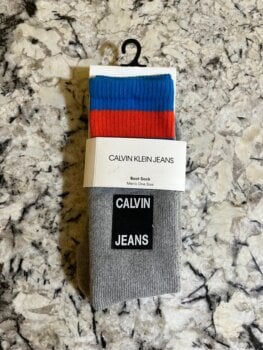 CALVIN KLEIN JEANS
Boot Sock
Men's One Size
CALVIN
JEANS